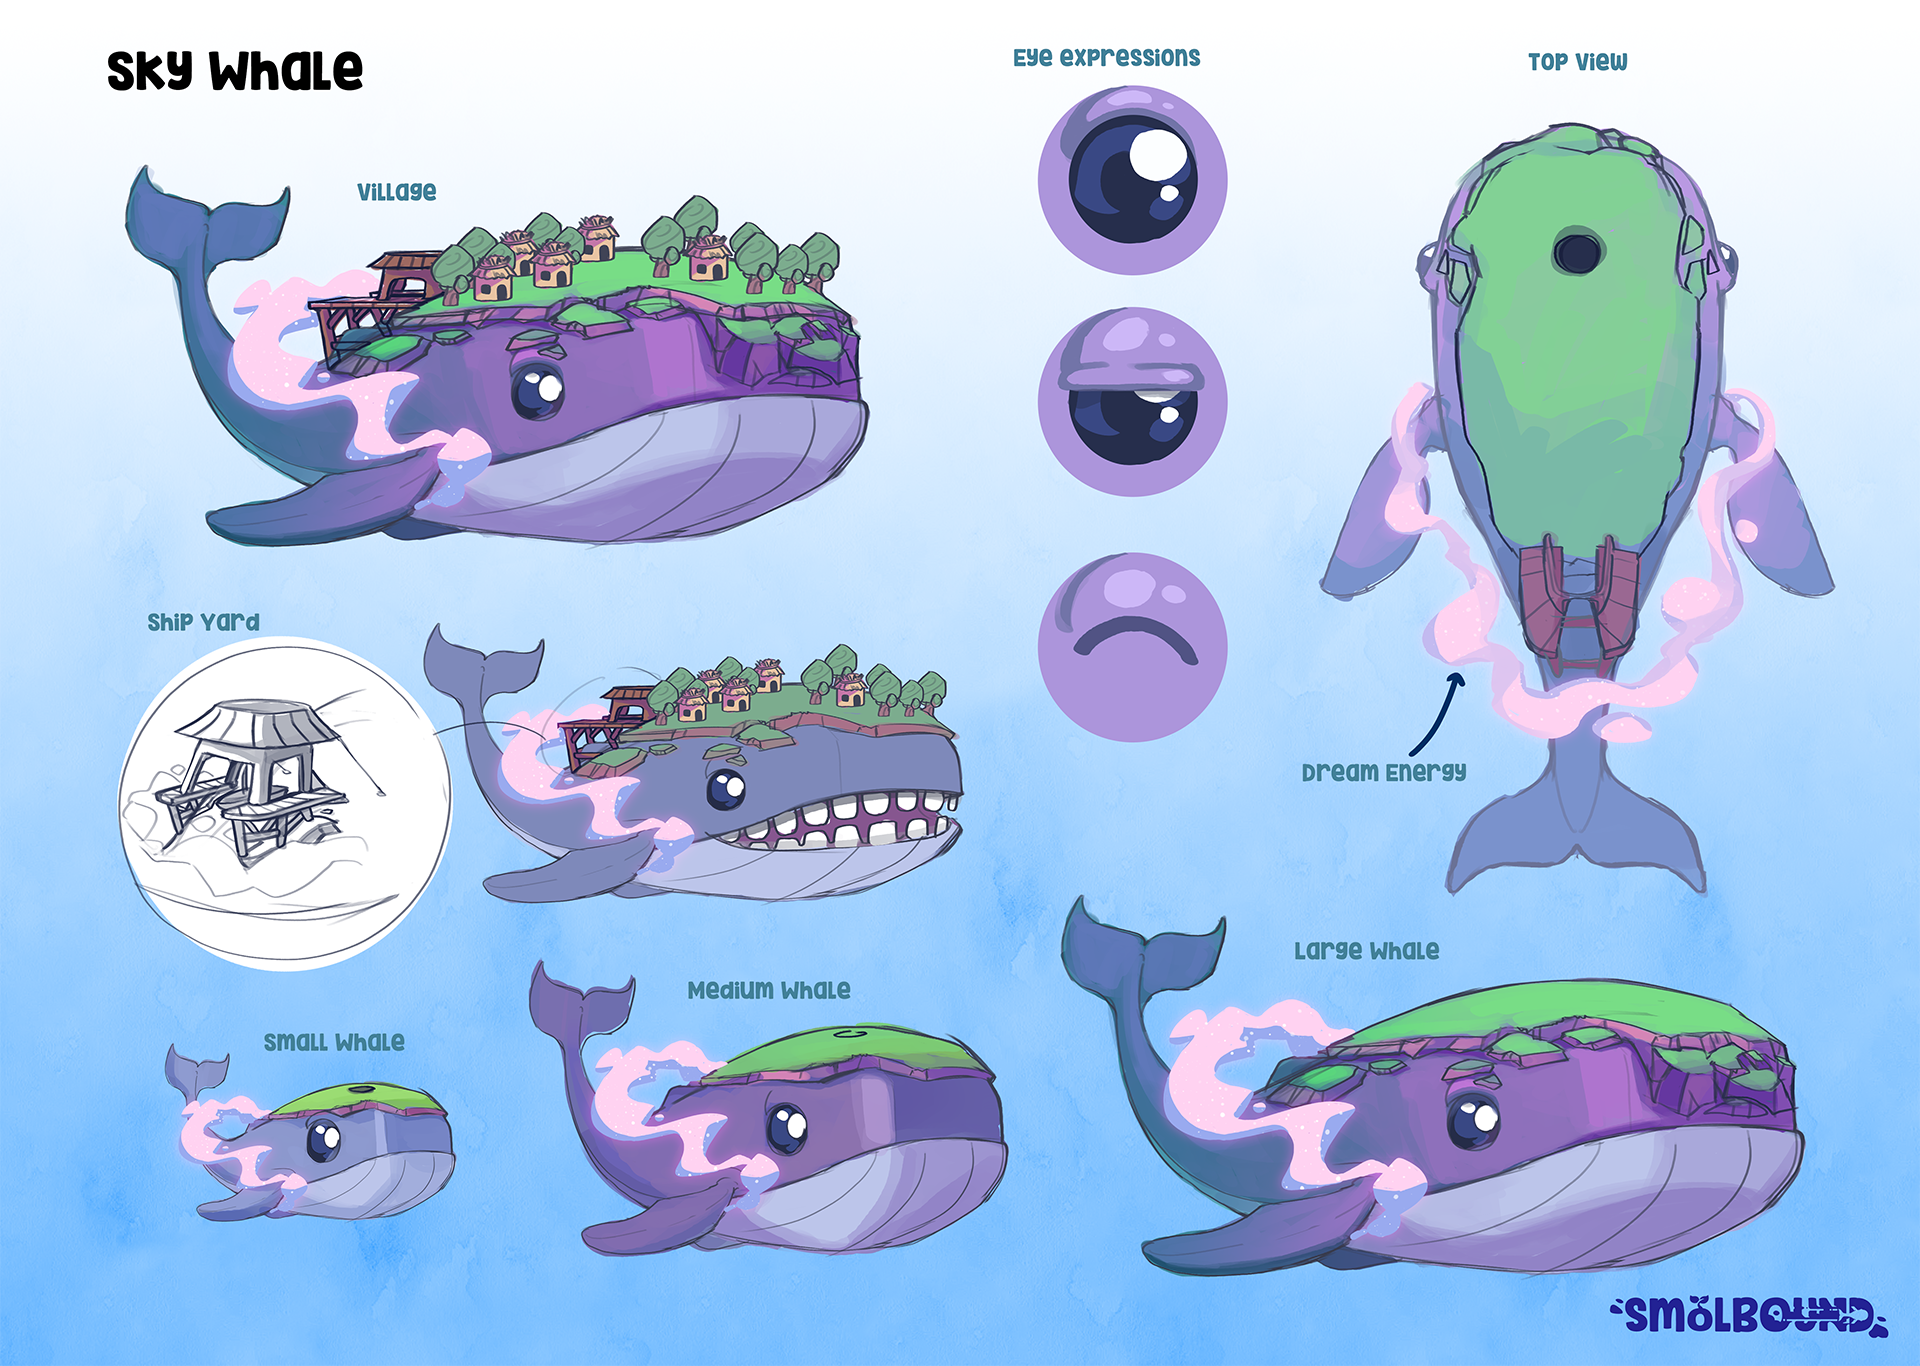 Sky Whale
Eye expressions
Top View
Village
Ship Yard
Dream Energy
Large Whale
Medium Whale
Small Whale
SMOLBOUND